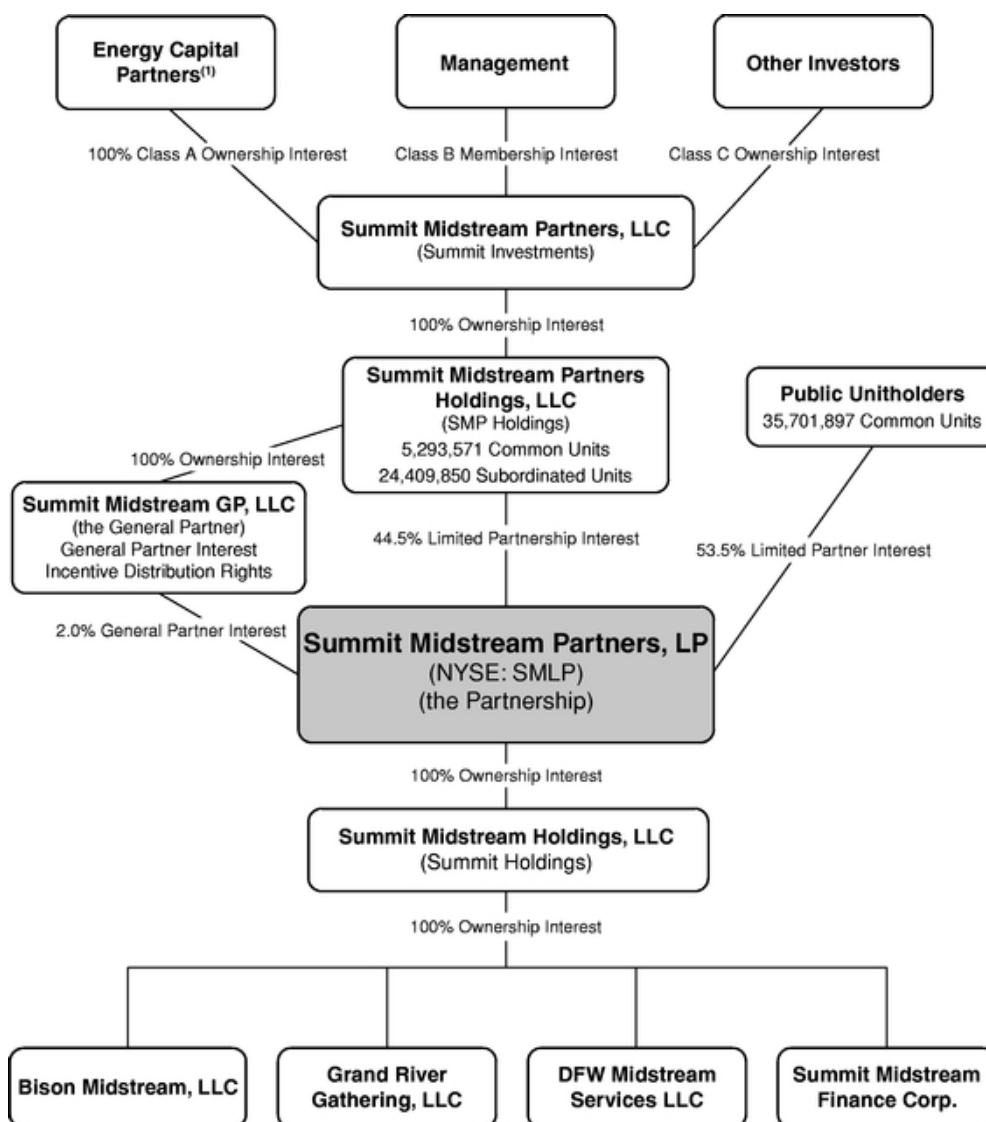 Energy Capital
Partners(1)
Management
Other Investors
100% Class A Ownership Interest
Class B Membership Interest
Class C Ownership Interest
Summit Midstream Partners, LLC
(Summit Investments)
100% Ownership Interest
Summit Midstream Partners
Holdings, LLC
(SMP Holdings)
5,293,571 Common Units
24,409,850 Subordinated Units
Public Unitholders
35,701,897 Common Units
100% Ownership Interest
Summit Midstream GP, LLC
(the General Partner)
General Partner Interest
Incentive Distribution Rights
44.5% Limited Partnership Interest
53.5% Limited Partner Interest
2.0% General Partner Interest
Summit Midstream Partners, LP
(NYSE: SMLP)
(the Partnership)
100% Ownership Interest
Summit Midstream Holdings, LLC
(Summit Holdings)
100% Ownership Interest
Bison Midstream, LLC
Grand River
Gathering, LLC
DFW Midstream
Services LLC
Summit Midstream
Finance Corp.